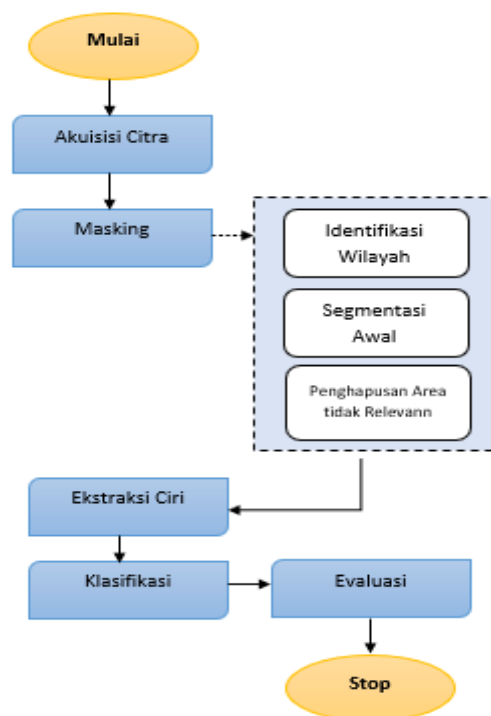 Mulai
Akuisisi Citra
Masking
Identifikasi
Wilayah
Segmentasi
Awal
Penghapusan Area
tidak Relevann
Ekstraksi Ciri
Klasifikasi
Evaluasi
Stop